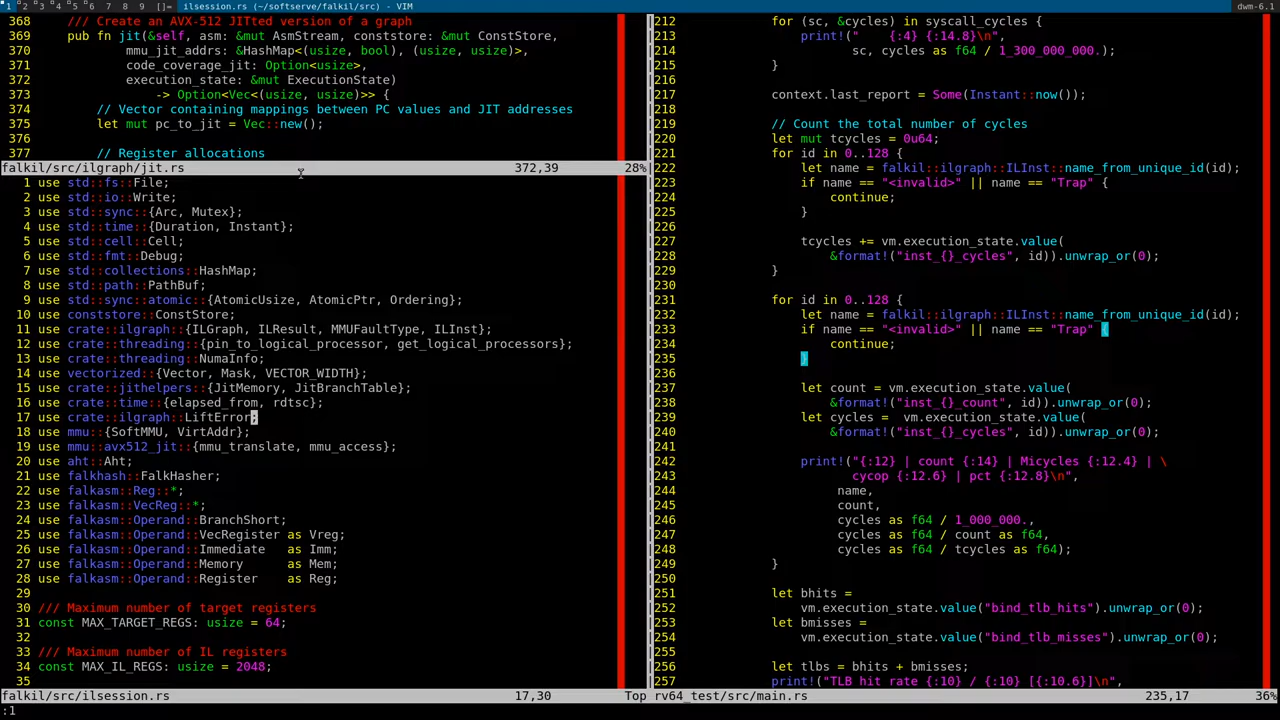 1 2 3 4 5 6 7 8 9 []= ilsession.rs (~/softserve/falkil/src) - VIM dwm-6.1
368     /// Create an AVX-512 JITted version of a graph
369     pub fn jit(&self, asm: &mut AsmStream, conststore: &mut ConstStore,
370             mmu_jit_addrs: &HashMap<(usize, bool), (usize, usize)>,
371             code_coverage_jit: Option<usize>,
372             execution_state: &mut ExecutionState)
373                 -> Option<Vec<(usize, usize)>> {
374         // Vector containing mappings between PC values and JIT addresses
375         let mut pc_to_jit = Vec::new();
376
377         // Register allocations
falkil/src/ilgraph/jit.rs 372,39 28%
1 use std::fs::File;
2 use std::io::Write;
3 use std::sync::{Arc, Mutex};
4 use std::time::{Duration, Instant};
5 use std::cell::Cell;
6 use std::fmt::Debug;
7 use std::collections::HashMap;
8 use std::path::PathBuf;
9 use std::sync::atomic::{AtomicUsize, AtomicPtr, Ordering};
10 use conststore::ConstStore;
11 use crate::ilgraph::{ILGraph, ILResult, MMUFaultType, ILInst};
12 use crate::threading::{pin_to_logical_processor, get_logical_processors};
13 use crate::threading::NumaInfo;
14 use vectorized::{Vector, Mask, VECTOR_WIDTH};
15 use crate::jithelpers::{JitMemory, JitBranchTable};
16 use crate::time::{elapsed_from, rdtsc};
17 use crate::ilgraph::LiftError;
18 use mmu::{SoftMMU, VirtAddr};
19 use mmu::avx512_jit::{mmu_translate, mmu_access};
20 use aht::Aht;
21 use falkhash::FalkHasher;
22 use falkasm::Reg::*;
23 use falkasm::VecReg::*;
24 use falkasm::Operand::BranchShort;
25 use falkasm::Operand::VecRegister as Vreg;
26 use falkasm::Operand::Immediate   as Imm;
27 use falkasm::Operand::Memory      as Mem;
28 use falkasm::Operand::Register    as Reg;
29
30 /// Maximum number of target registers
31 const MAX_TARGET_REGS: usize = 64;
32
33 /// Maximum number of IL registers
34 const MAX_IL_REGS: usize = 2048;
35
falkil/src/ilsession.rs 17,30 Top
212             for (sc, &cycles) in syscall_cycles {
213                 print!("    {:4} {:14.8}\n",
214                        sc, cycles as f64 / 1_300_000_000.);
215             }
216
217             context.last_report = Some(Instant::now());
218
219             // Count the total number of cycles
220             let mut tcycles = 0u64;
221             for id in 0..128 {
222                 let name = falkil::ilgraph::ILInst::name_from_unique_id(id);
223                 if name == "<invalid>" || name == "Trap" {
224                     continue;
225                 }
226
227                 tcycles += vm.execution_state.value(
228                     &format!("inst_{}_cycles", id)).unwrap_or(0);
229             }
230
231             for id in 0..128 {
232                 let name = falkil::ilgraph::ILInst::name_from_unique_id(id);
233                 if name == "<invalid>" || name == "Trap" {
234                     continue;
235                 }
236
237                 let count = vm.execution_state.value(
238                     &format!("inst_{}_count", id)).unwrap_or(0);
239                 let cycles =  vm.execution_state.value(
240                     &format!("inst_{}_cycles", id)).unwrap_or(0);
241
242                 print!("{:12} | count {:14} | Micycles {:12.4} | \
243                        cycop {:12.6} | pct {:12.8}\n",
244                      name,
245                      count,
246                      cycles as f64 / 1_000_000.,
247                      cycles as f64 / count as f64,
248                      cycles as f64 / tcycles as f64);
249             }
250
251             let bhits =
252                 vm.execution_state.value("bind_tlb_hits").unwrap_or(0);
253             let bmisses =
254                 vm.execution_state.value("bind_tlb_misses").unwrap_or(0);
255
256             let tlbs = bhits + bmisses;
257             print!("TLB hit rate {:10} / {:10} [{:10.6}]\n",
rv64_test/src/main.rs 235,17 36%
:1